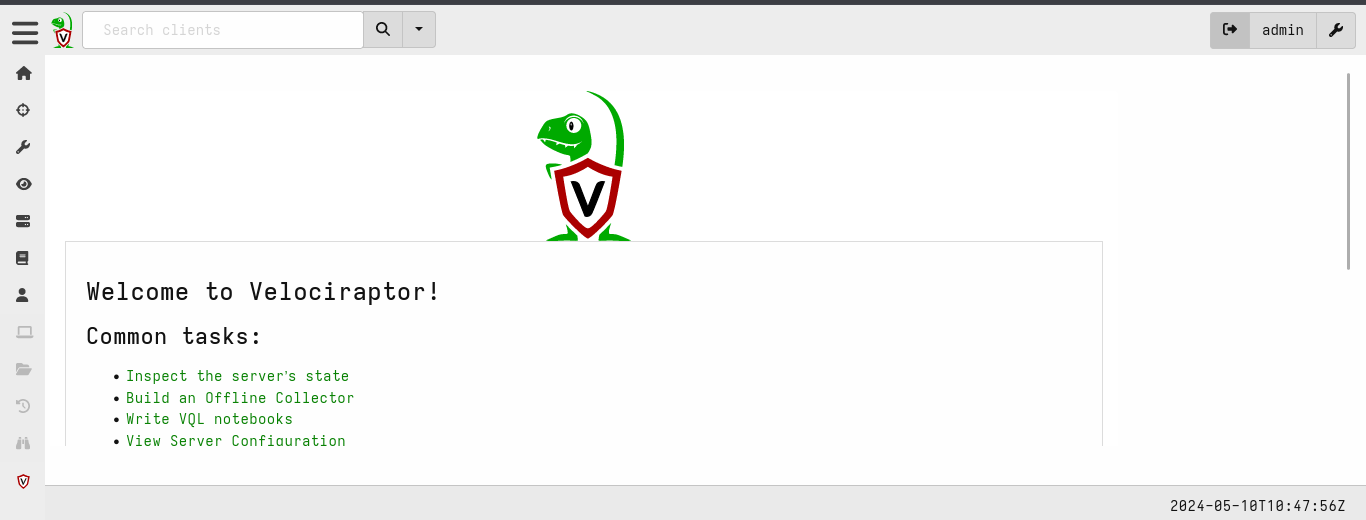 Search clients
admin
V
Welcome to Velociraptor!
Common tasks:
• Inspect the server's state
• Build an Offline Collector
• Write VQL notebooks
• View Server Configuration
2024-05-10T10:47:56Z